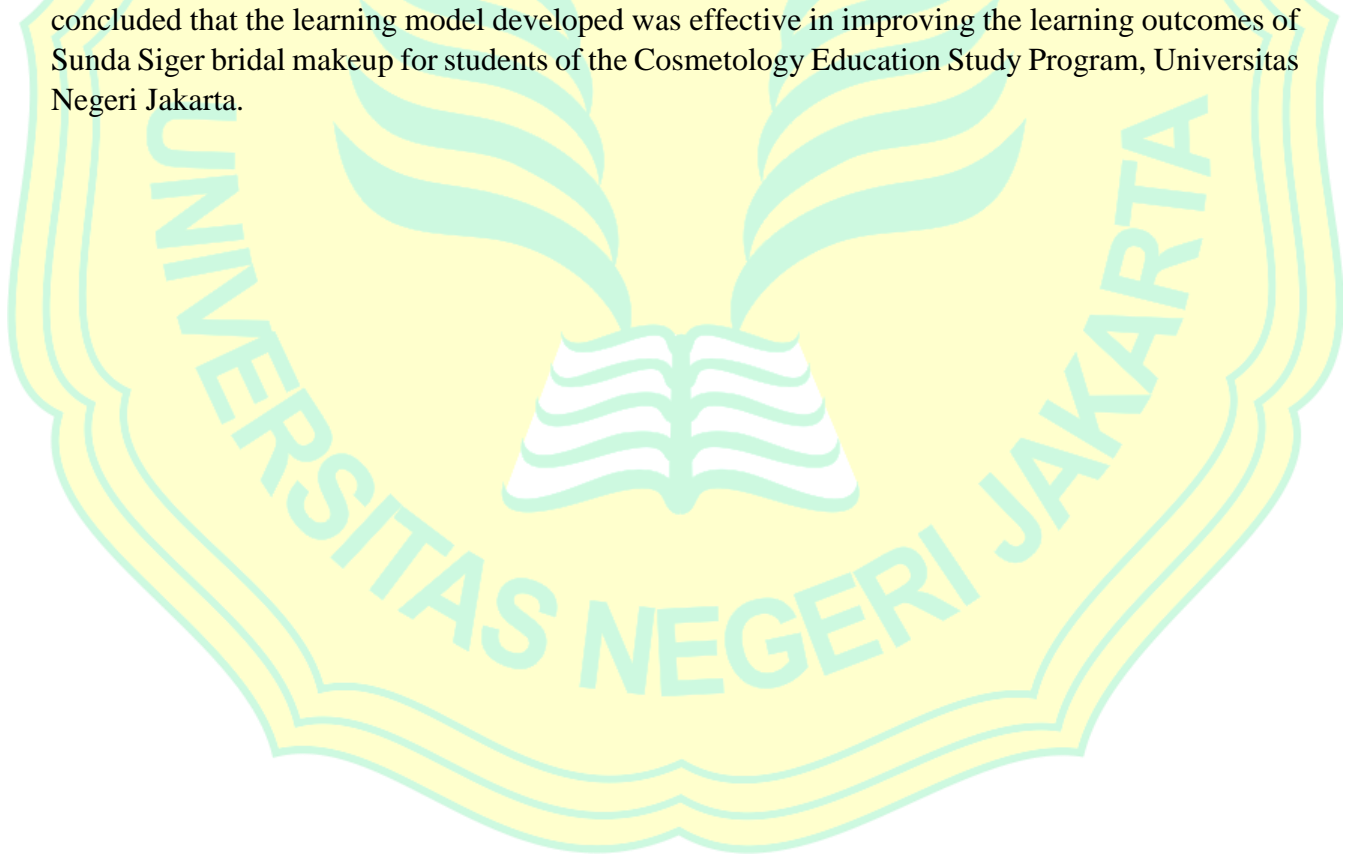 concluded that the learning model developed was effective in improving the learning outcomes of
Sunda Siger bridal makeup for students of the Cosmetology Education Study Program, Universitas
Negeri Jakarta.
UNIVERSITAS NEGERI JAKARTA